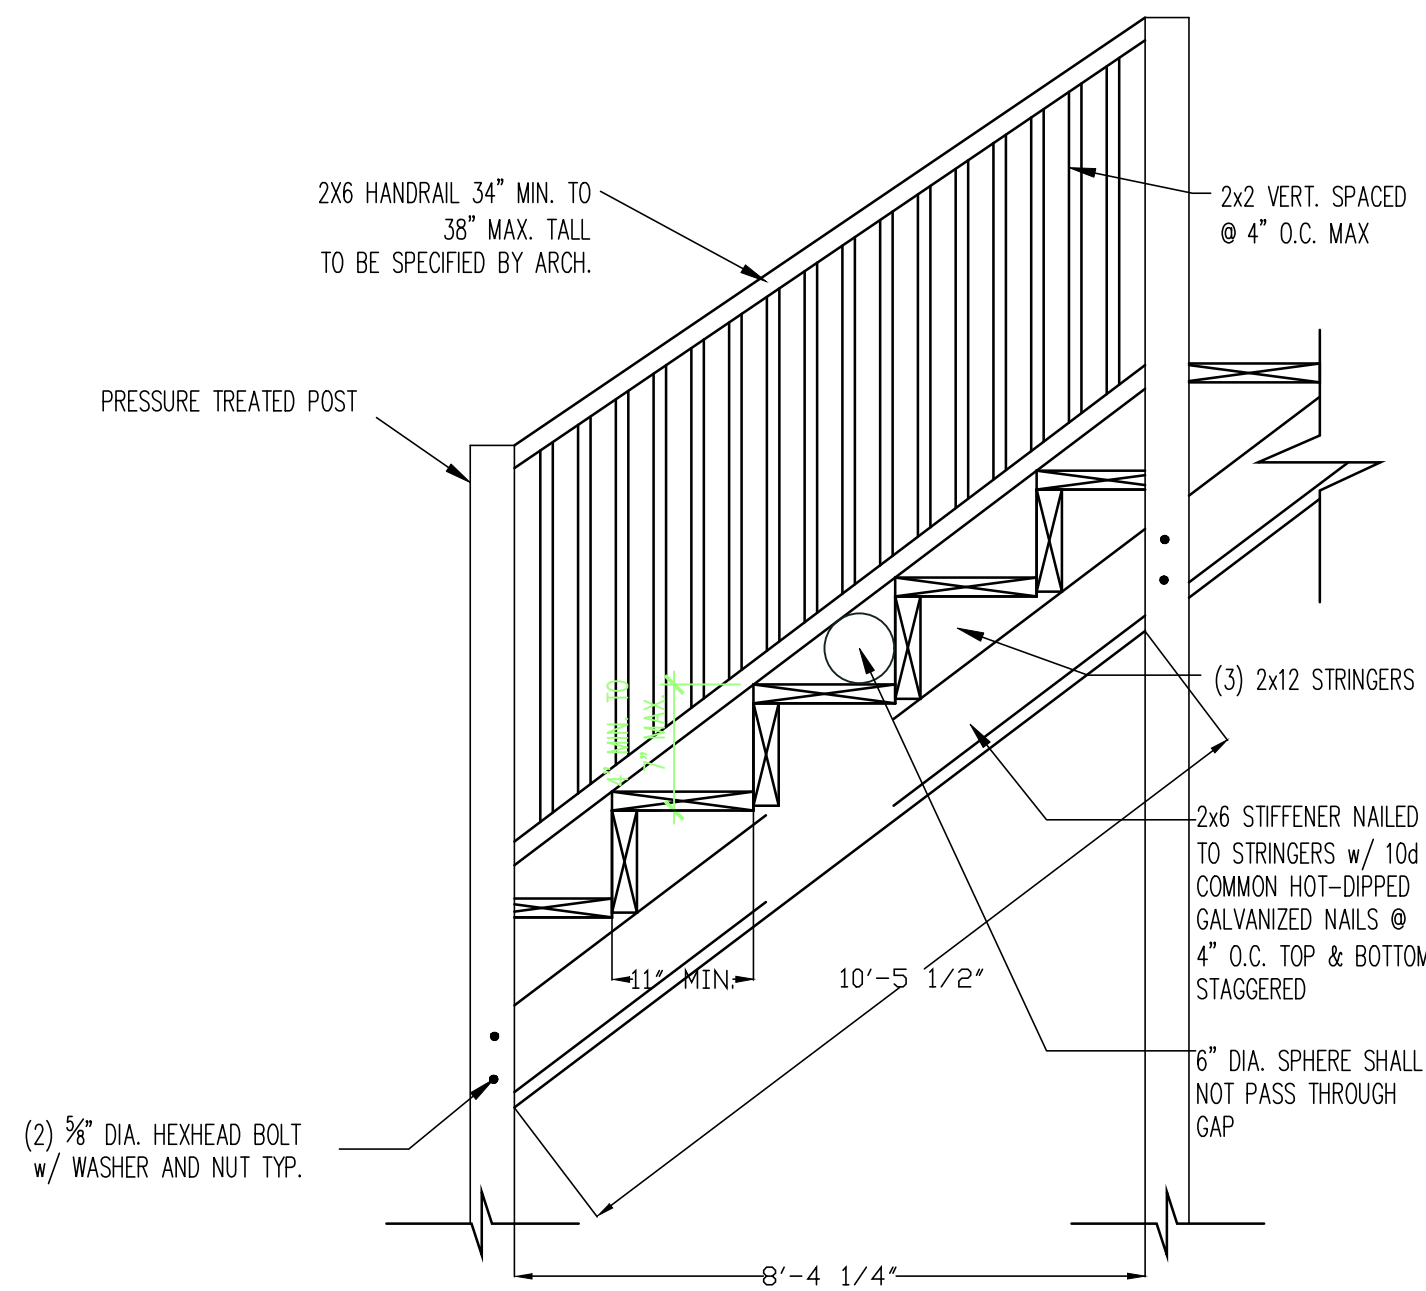 2X6 HANDRAIL 34" MIN. TO
38" MAX. TALL
TO BE SPECIFIED BY ARCH.
2x2 VERT. SPACED
@ 4" O.C. MAX
PRESSURE TREATED POST
4" MIN. TO
7" MAX.
(3) 2x12 STRINGERS
2x6 STIFFENER NAILED
TO STRINGERS w/ 10d
COMMON HOT-DIPPED
GALVANIZED NAILS @
4" O.C. TOP & BOTTOM
STAGGERED
11" MIN.
10'-5 1/2"
6" DIA. SPHERE SHALL
NOT PASS THROUGH
GAP
(2) 5/8" DIA. HEXHEAD BOLT
w/ WASHER AND NUT TYP.
8'-4 1/4"